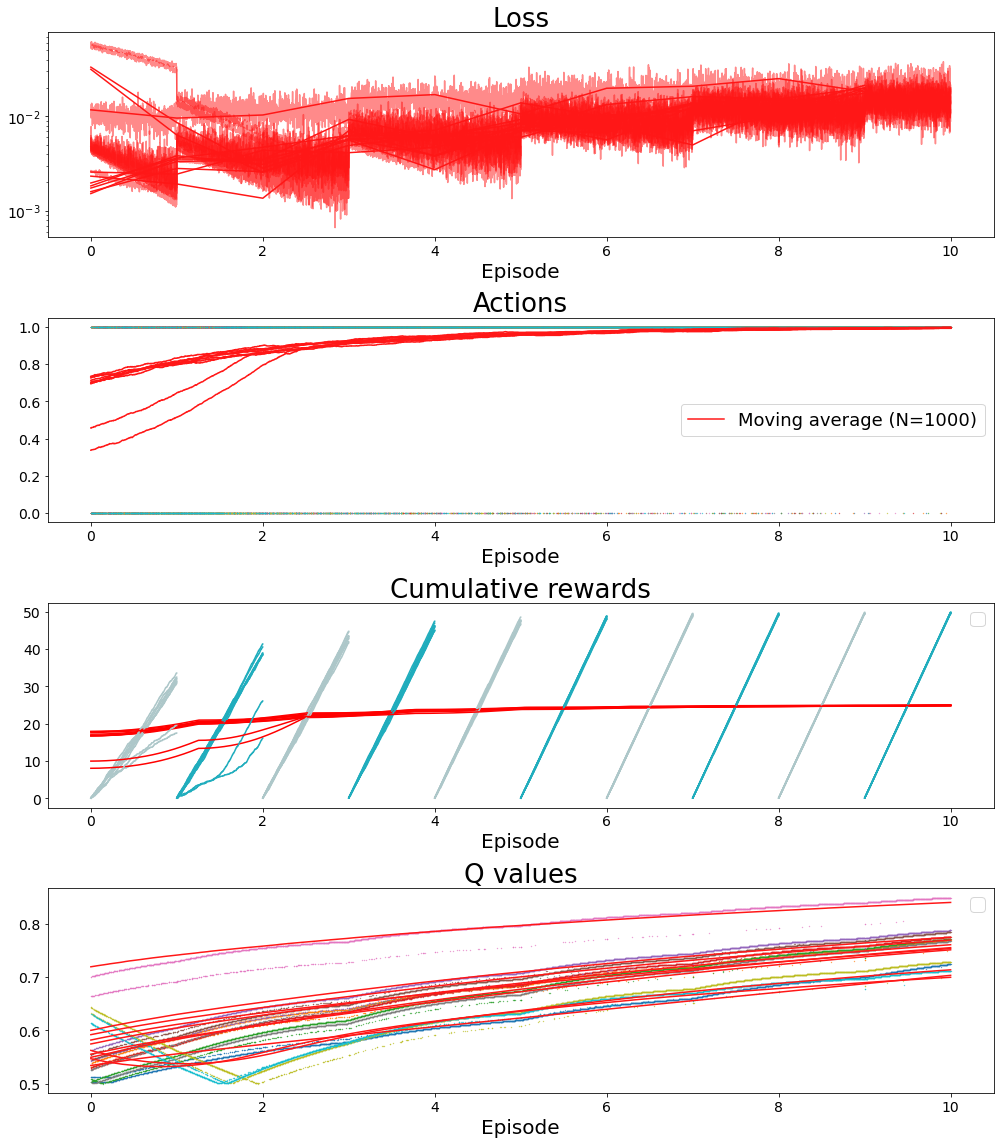 Loss
10⁻²
10⁻³
0 2 4 6 8 10
Episode
Actions
1.0
0.8
0.6
0.4
0.2
0.0
Moving average (N=1000)
0 2 4 6 8 10
Episode
Cumulative rewards
50
40
30
20
10
0
0 2 4 6 8 10
Episode
Q values
0.8
0.7
0.6
0.5
0 2 4 6 8 10
Episode